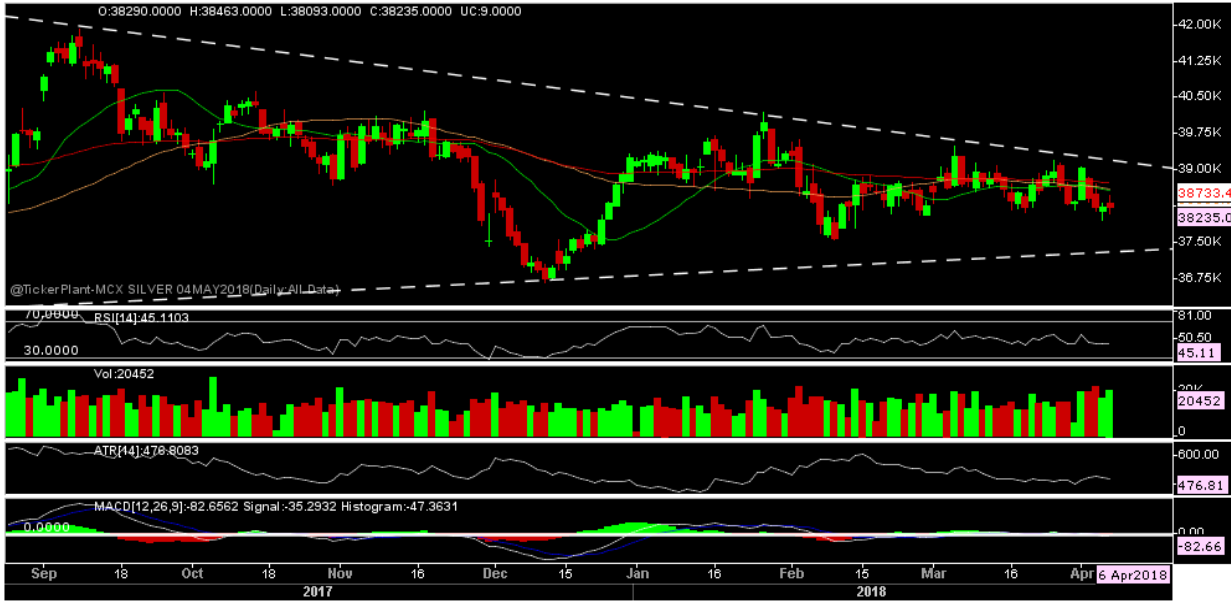 O:38290.0000 H:38463.0000 L:38093.0000 C:38235.0000 UC:9.0000
42.00K
41.25K
40.50K
39.75K
39.00K
38733.4
38235.0
37.50K
36.75K
@TickerPlant-MCX SILVER 04MAY2018(Daily:All Data)
70.0000 RSI[14]:45.1103
81.00
50.50
30.0000
45.11
Vol:20452
20K
20452
0
ATR[14]:476.8083
600.00
476.81
MACD[12,26,9]:-82.6562 Signal:-35.2932 Histogram:-47.3631
0.0000
0.00
-82.66
Sep 18 Oct 18 Nov 16 Dec 15 Jan 16 Feb 15 Mar 16 Apr 6 Apr2018
2017 2018